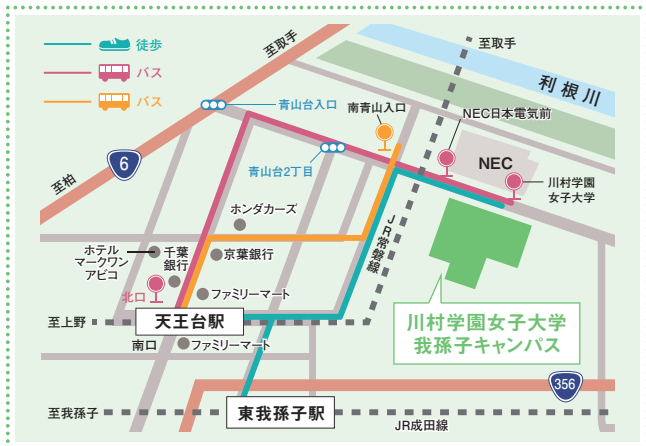 徒歩
バス
バス
至取手
至取手
利根川
青山台入口
南青山入口
NEC日本電気前
青山台2丁目
NEC
川村学園
女子大学
6
至柏
ホンダカーズ
JR常磐線
ホテル
マークワン
アビコ
千葉
銀行
京葉銀行
北口
ファミリーマート
至上野
天王台駅
南口
ファミリーマート
川村学園女子大学
我孫子キャンパス
356
至我孫子
東我孫子駅
JR成田線